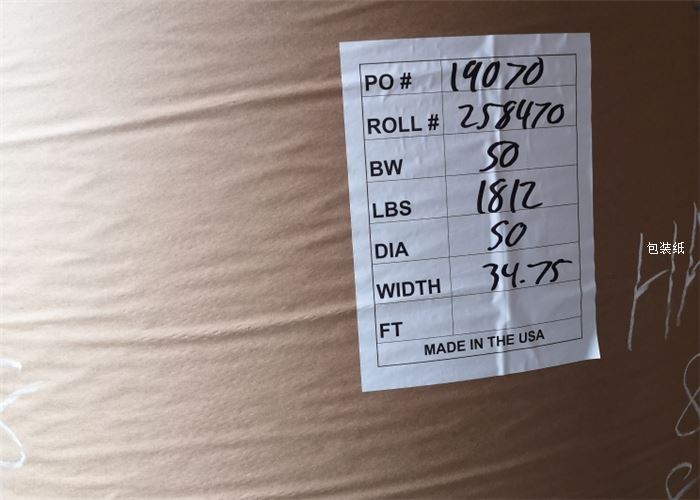 PO # 19070
ROLL # 258470
BW 50
LBS 1812
DIA 50
WIDTH 34.75
FT
MADE IN THE USA
包装纸